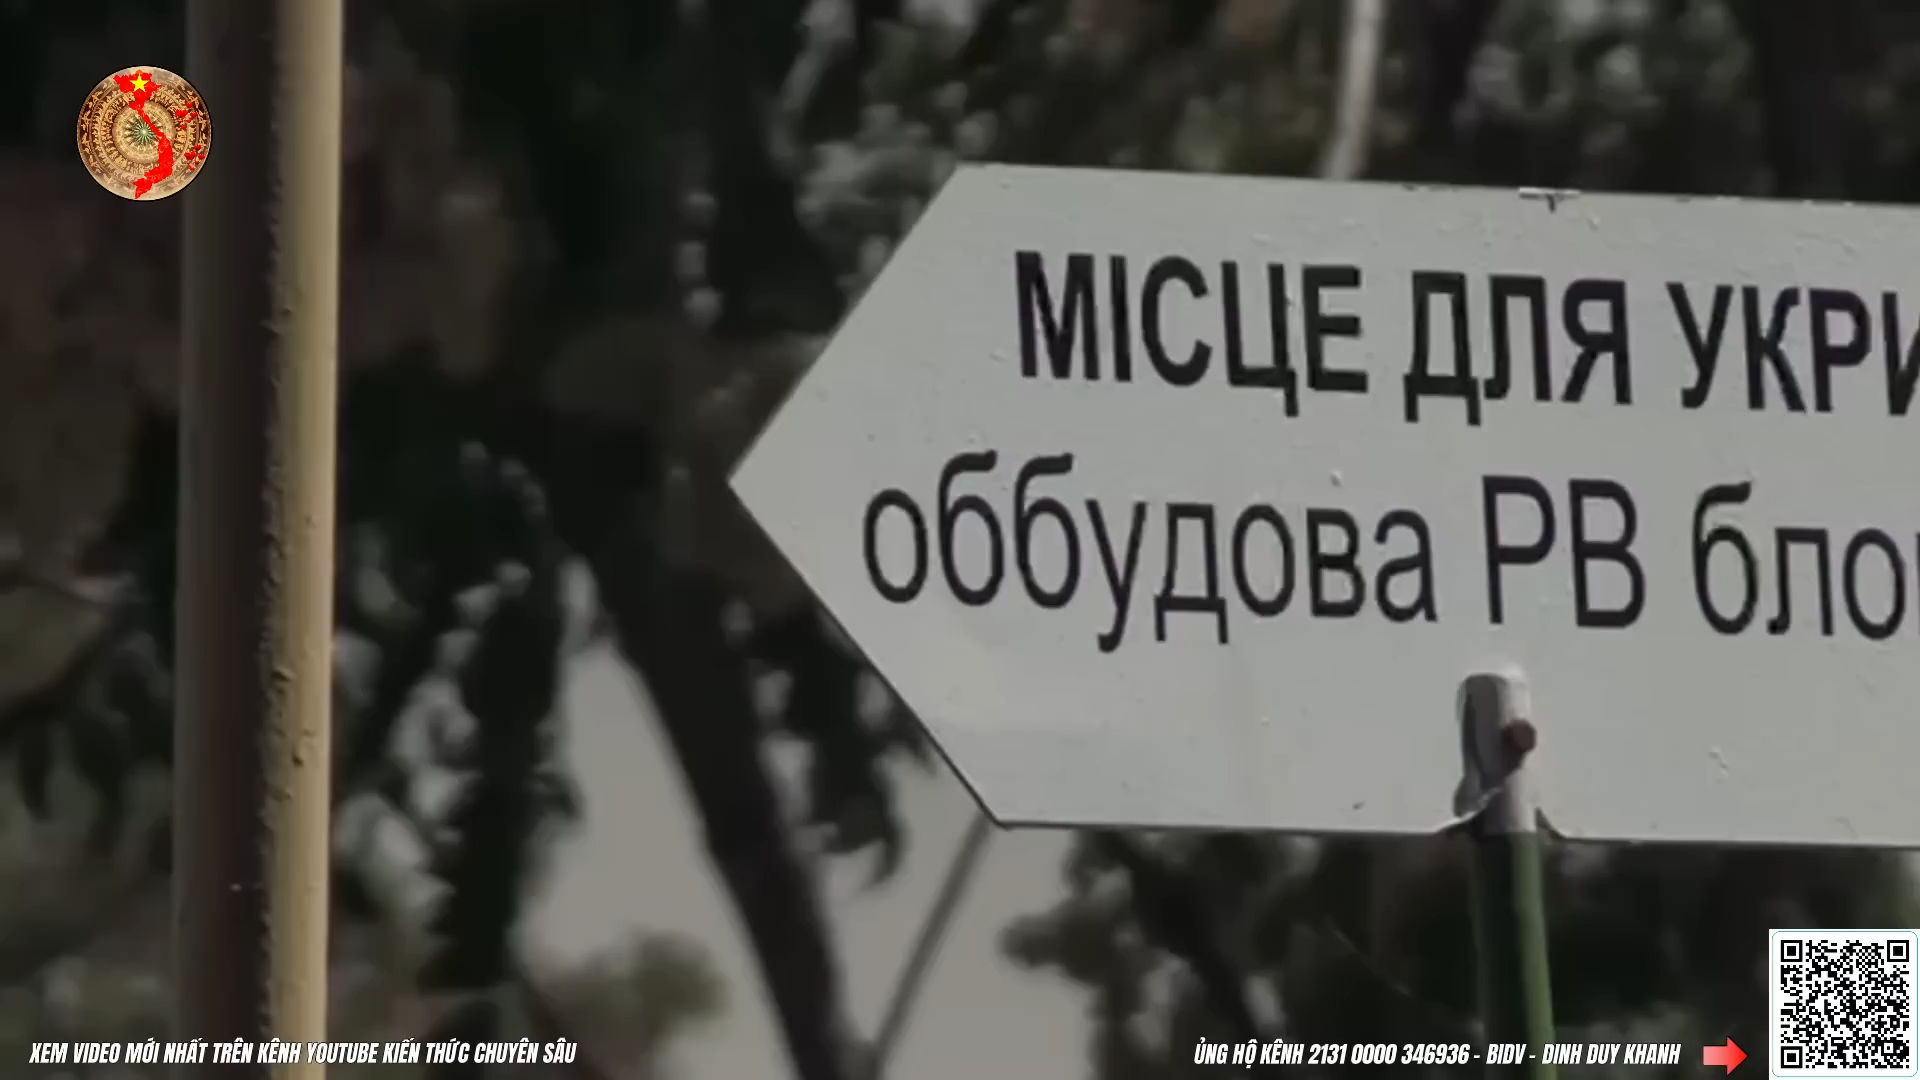 МІСЦЕ ДЛЯ УКРИ
оббудова РВ бло
XEM VIDEO MỚI NHẤT TRÊN KÊNH YOUTUBE KIẾN THỨC CHUYÊN SÂU
ỦNG HỘ KÊNH 2131 0000 346936 - BIDV - DINH DUY KHANH